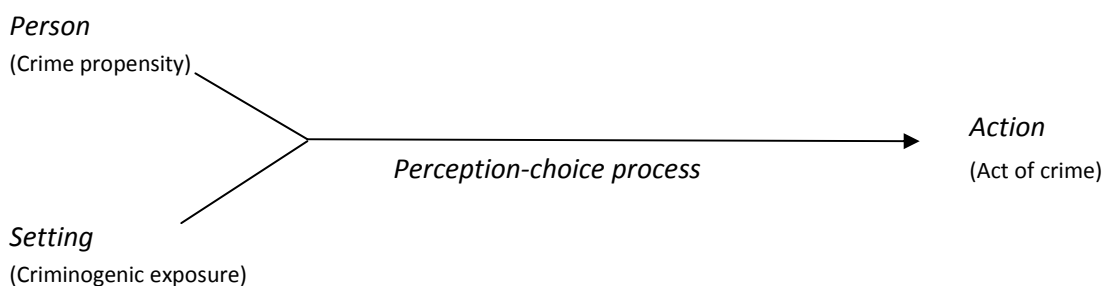 Person
(Crime propensity)
Action
Perception-choice process
(Act of crime)
Setting
(Criminogenic exposure)